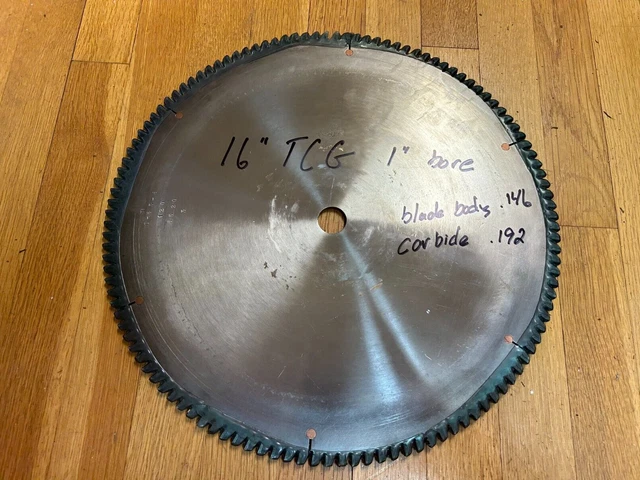 16" TCG 1" bore
blade body .146
Carbide .192